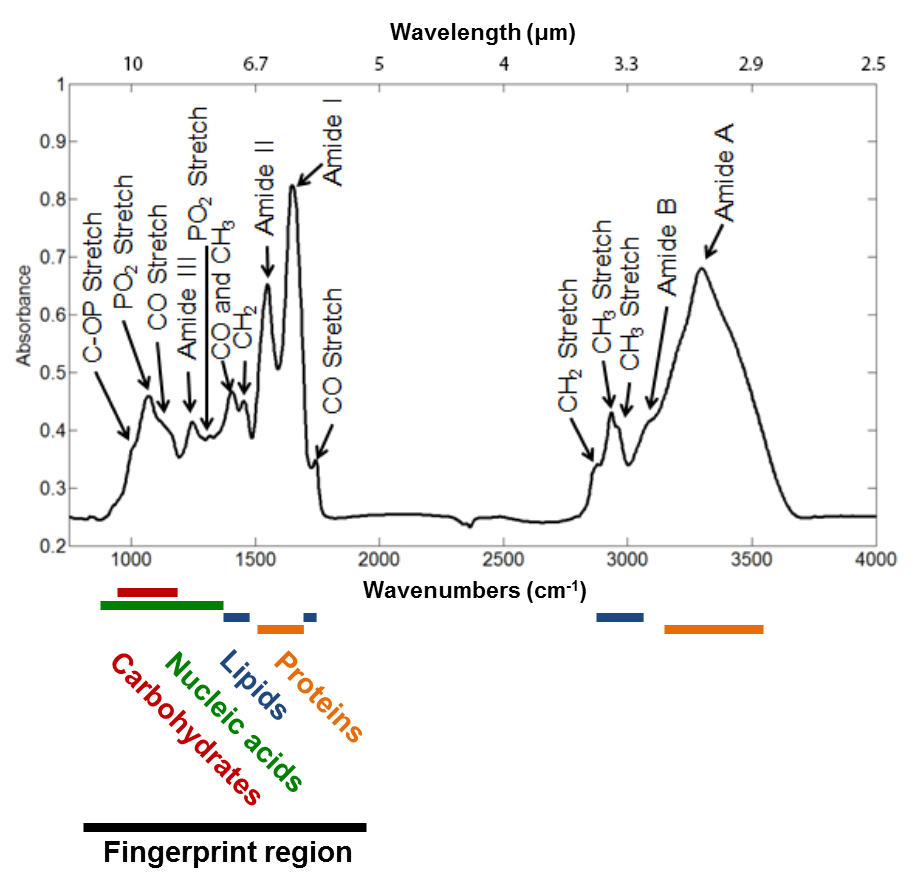 Wavelength (µm)
10 6.7 5 4 3.3 2.9 2.5
1
0.9
0.8
0.7
0.6
0.5
0.4
0.3
0.2
Absorbance
C-OP Stretch
PO₂ Stretch
CO Stretch
Amide III
PO₂ Stretch
CO and CH₃
CH₂
Amide II
Amide I
CO Stretch
CH₂ Stretch
CH₃ Stretch
CH₃ Stretch
Amide B
Amide A
1000 1500 2000 2500 3000 3500 4000
Wavenumbers (cm⁻¹)
Carbohydrates
Nucleic acids
Lipids
Proteins
Fingerprint region